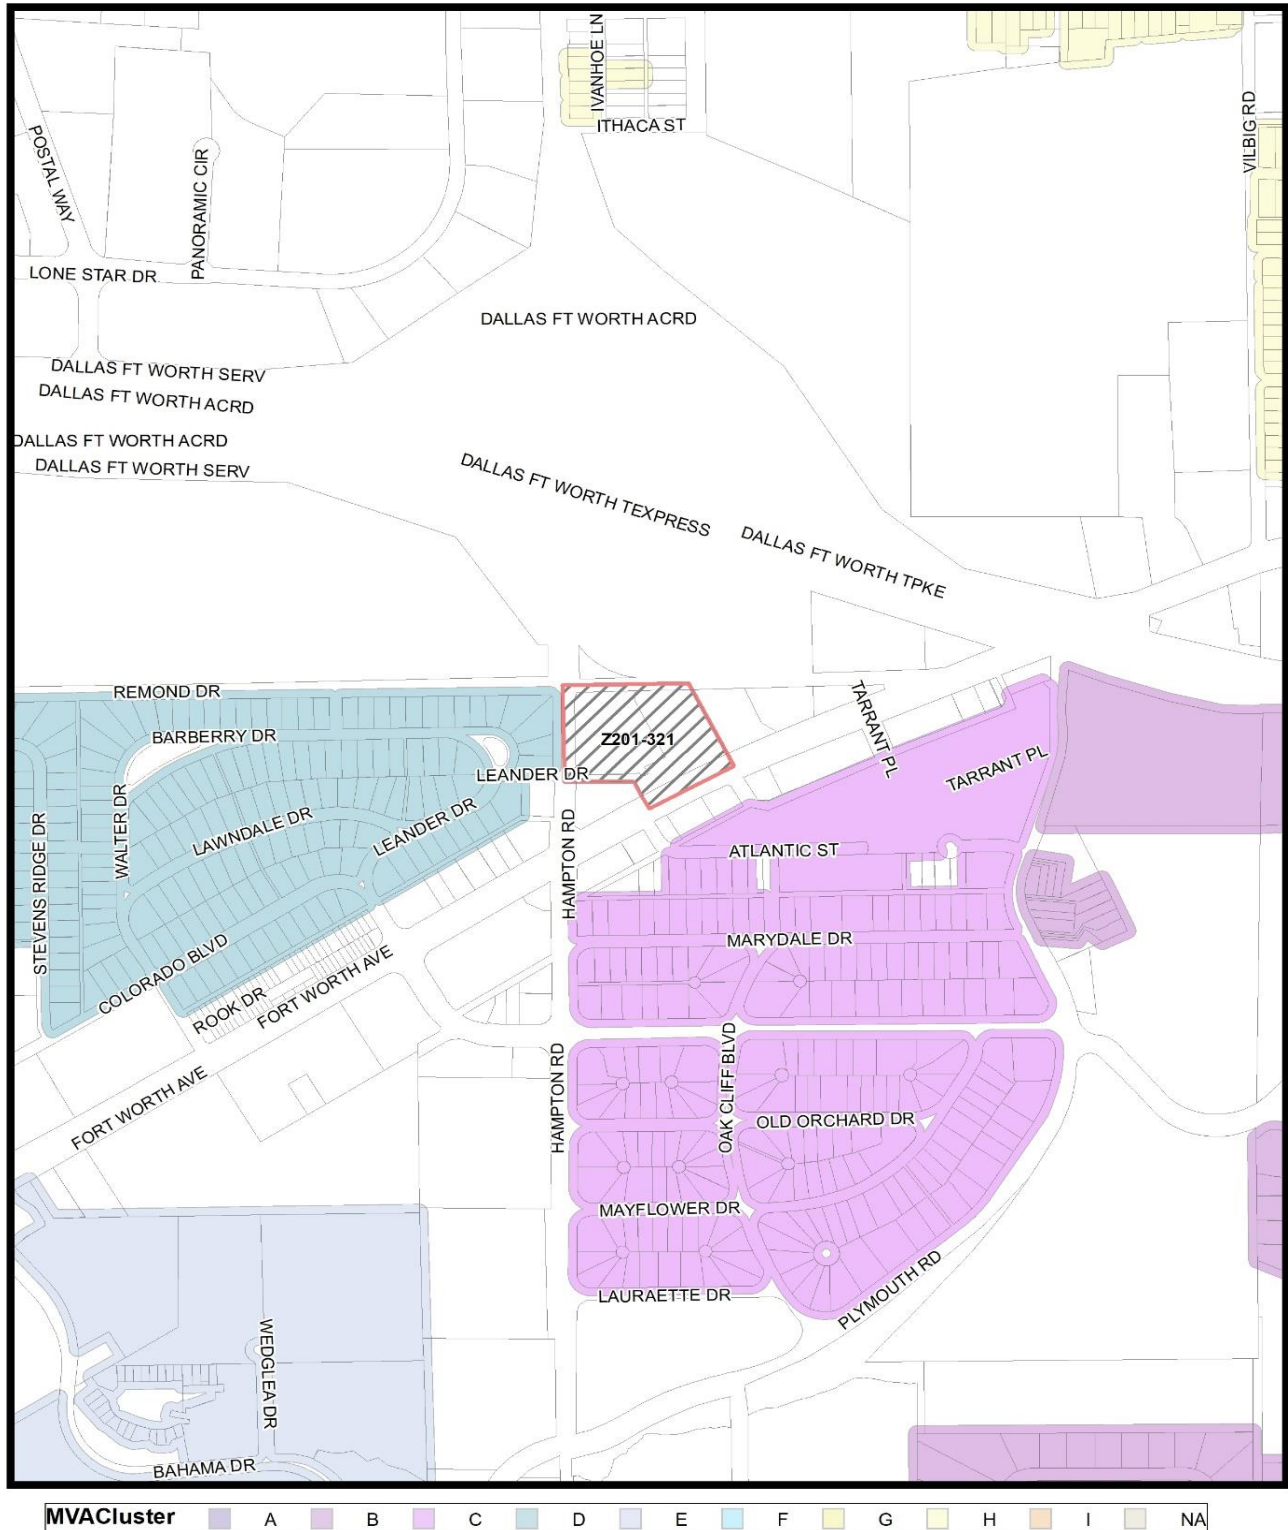 IVANHOE LN
ITHACA ST
VILBIG RD
POSTAL WAY
PANORAMIC CIR
LONE STAR DR
DALLAS FT WORTH ACRD
DALLAS FT WORTH SERV
DALLAS FT WORTH ACRD
DALLAS FT WORTH ACRD
DALLAS FT WORTH SERV
DALLAS FT WORTH TEXPRESS
DALLAS FT WORTH TPKE
REMOND DR
BARBERRY DR
Z201-321
LEANDER DR
TARRANT PL
TARRANT PL
STEVENS RIDGE DR
WALTER DR
LAWNDALE DR
LEANDER DR
HAMPTON RD
ATLANTIC ST
MARYDALE DR
COLORADO BLVD
ROOK DR
FORT WORTH AVE
FORT WORTH AVE
HAMPTON RD
OAK CLIFF BLVD
OLD ORCHARD DR
MAYFLOWER DR
LAURAETTE DR
PLYMOUTH RD
WEDGLEA DR
BAHAMA DR
MVACluster A B C D E F G H I NA